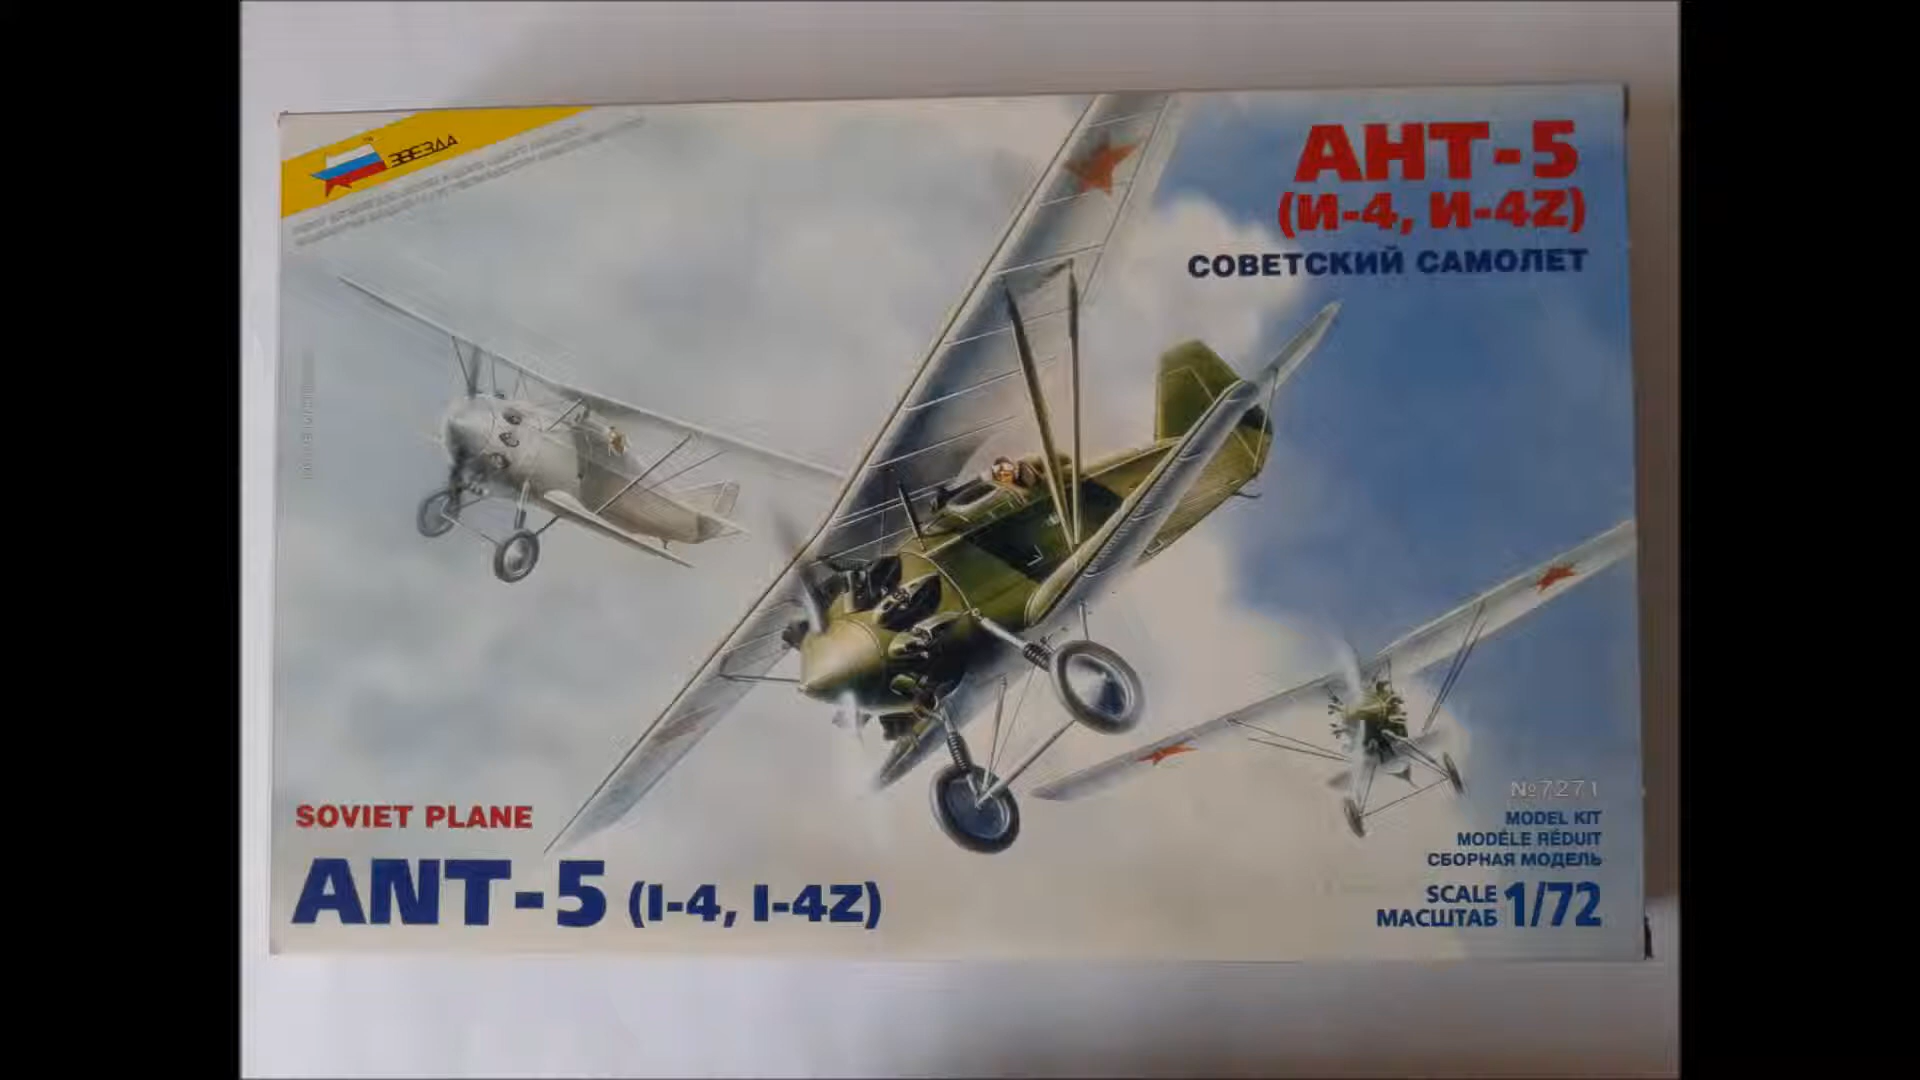 ЗВЕЗДА
АНТ-5
(И-4, И-4Z)
СОВЕТСКИЙ САМОЛЕТ
SOVIET PLANE
ANT-5 (I-4, I-4Z)
№7271
MODEL KIT
MODÈLE RÉDUIT
СБОРНАЯ МОДЕЛЬ
SCALE 1/72
МАСШТАБ